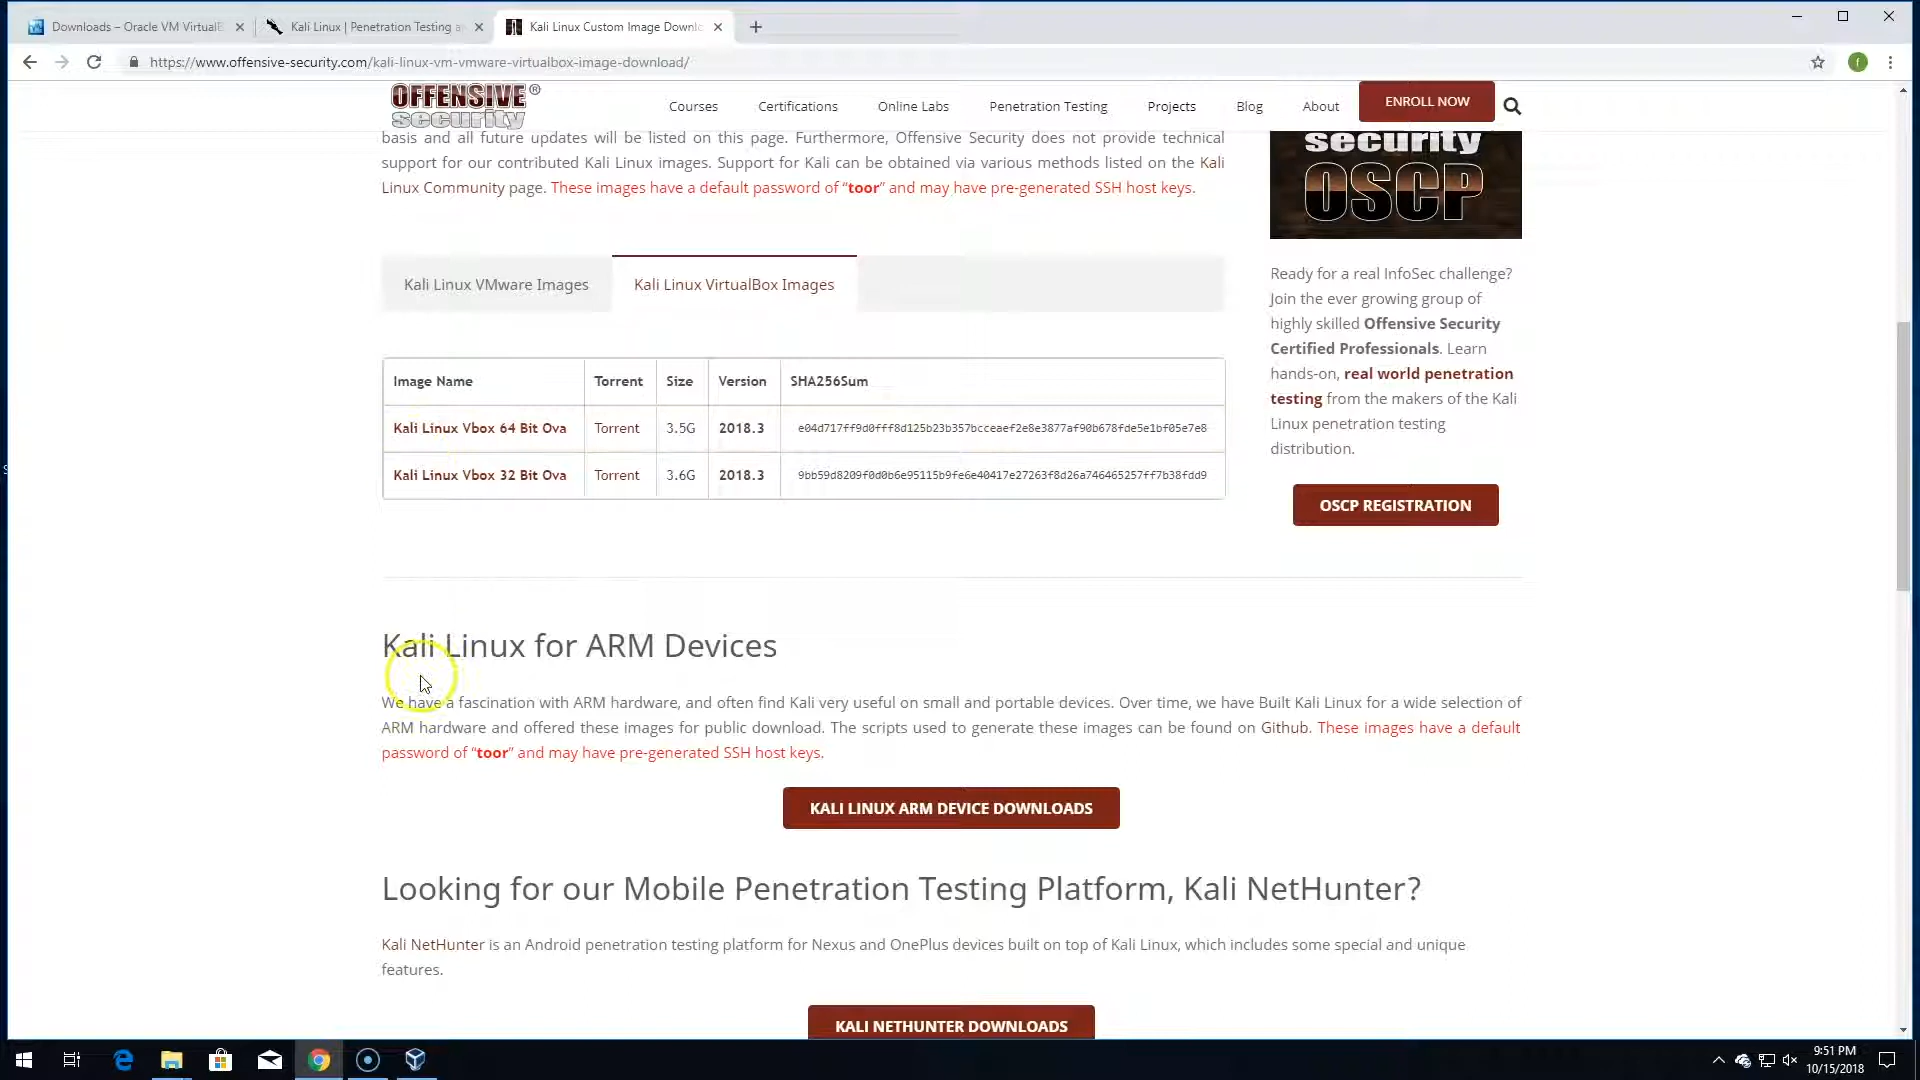 Downloads – Oracle VM VirtualB
Kali Linux | Penetration Testing a
Kali Linux Custom Image Downlo
https://www.offensive-security.com/kali-linux-vm-vmware-virtualbox-image-download/
f
OFFENSIVE ®
security
Courses
Certifications
Online Labs
Penetration Testing
Projects
Blog
About
ENROLL NOW
basis and all future updates will be listed on this page. Furthermore, Offensive Security does not provide technical
support for our contributed Kali Linux images. Support for Kali can be obtained via various methods listed on the Kali
Linux Community page. These images have a default password of “toor” and may have pre-generated SSH host keys.
security
OSCP
Kali Linux VMware Images
Kali Linux VirtualBox Images
Image Name Torrent Size Version SHA256Sum
Kali Linux Vbox 64 Bit Ova Torrent 3.5G 2018.3 e04d717ff9d0fff8d125b23b357bcceaef2e8e3877af90b678fde5e1bf05e7e8
Kali Linux Vbox 32 Bit Ova Torrent 3.6G 2018.3 9bb59d8209f0d0b6e95115b9fe6e40417e27263f8d26a746465257ff7b38fdd9
Ready for a real InfoSec challenge?
Join the ever growing group of
highly skilled Offensive Security
Certified Professionals. Learn
hands-on, real world penetration
testing from the makers of the Kali
Linux penetration testing
distribution.
OSCP REGISTRATION
Kali Linux for ARM Devices
We have a fascination with ARM hardware, and often find Kali very useful on small and portable devices. Over time, we have Built Kali Linux for a wide selection of
ARM hardware and offered these images for public download. The scripts used to generate these images can be found on Github. These images have a default
password of “toor” and may have pre-generated SSH host keys.
KALI LINUX ARM DEVICE DOWNLOADS
Looking for our Mobile Penetration Testing Platform, Kali NetHunter?
Kali NetHunter is an Android penetration testing platform for Nexus and OnePlus devices built on top of Kali Linux, which includes some special and unique
features.
KALI NETHUNTER DOWNLOADS
9:51 PM
10/15/2018